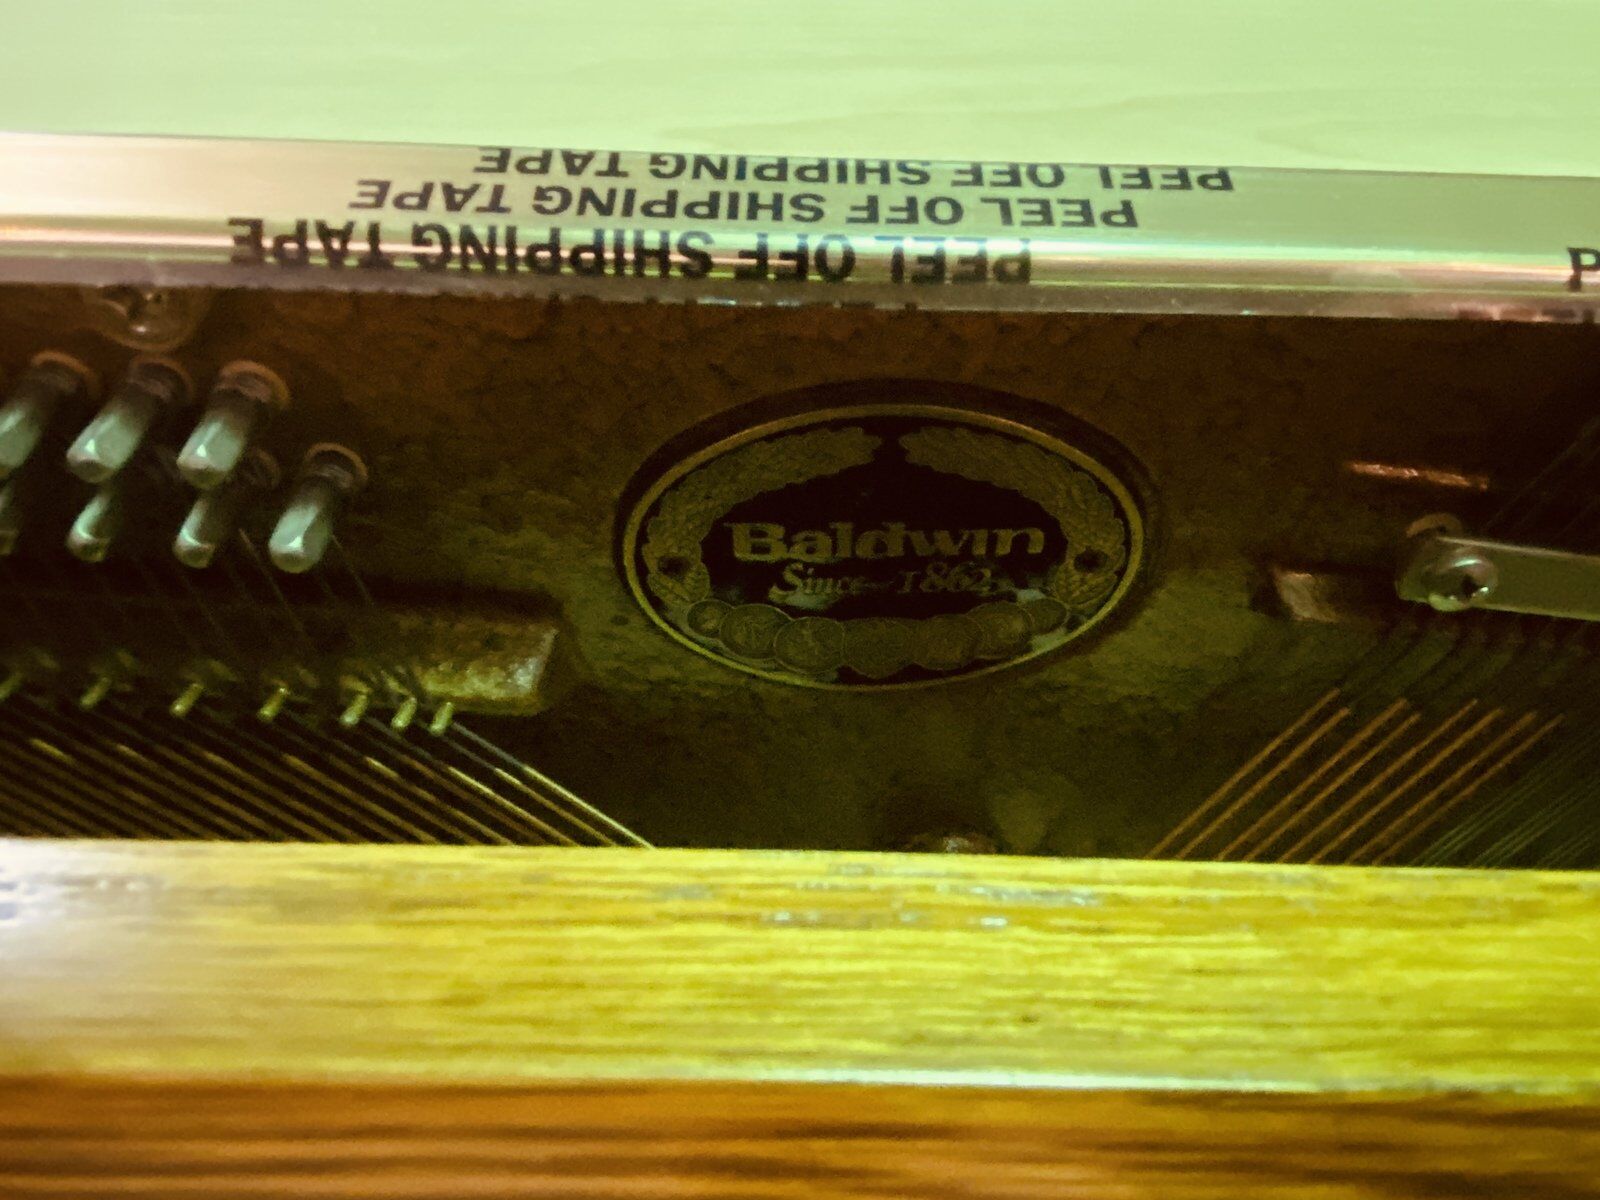 PEEL OFF SHIPPING TAPE
PEEL OFF SHIPPING TAPE
PEEL OFF SHIPPING TAPE
P
Baldwin
Since 1862